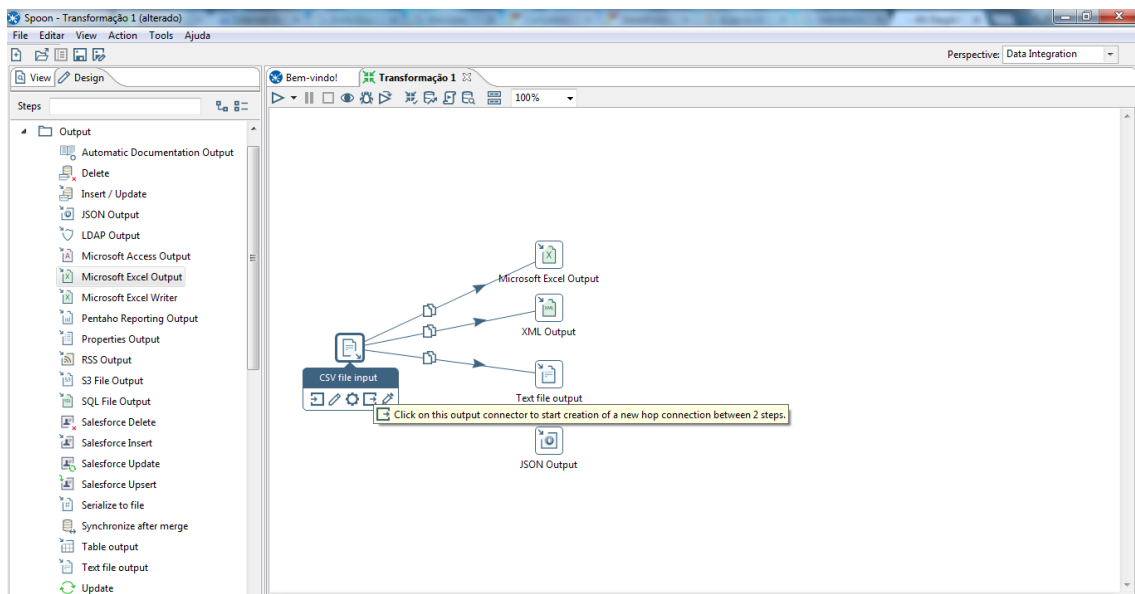 Spoon - Transformação 1 (alterado)
File Editar View Action Tools Ajuda
Perspective: Data Integration
View Design
Bem-vindo! Transformação 1
Steps
100%
Output
Automatic Documentation Output
Delete
Insert / Update
JSON Output
LDAP Output
Microsoft Access Output
Microsoft Excel Output
Microsoft Excel Writer
Pentaho Reporting Output
Properties Output
RSS Output
S3 File Output
SQL File Output
Salesforce Delete
Salesforce Insert
Salesforce Update
Salesforce Upsert
Serialize to file
Synchronize after merge
Table output
Text file output
Update
Microsoft Excel Output
XML Output
CSV file input
Text file output
Click on this output connector to start creation of a new hop connection between 2 steps.
JSON Output